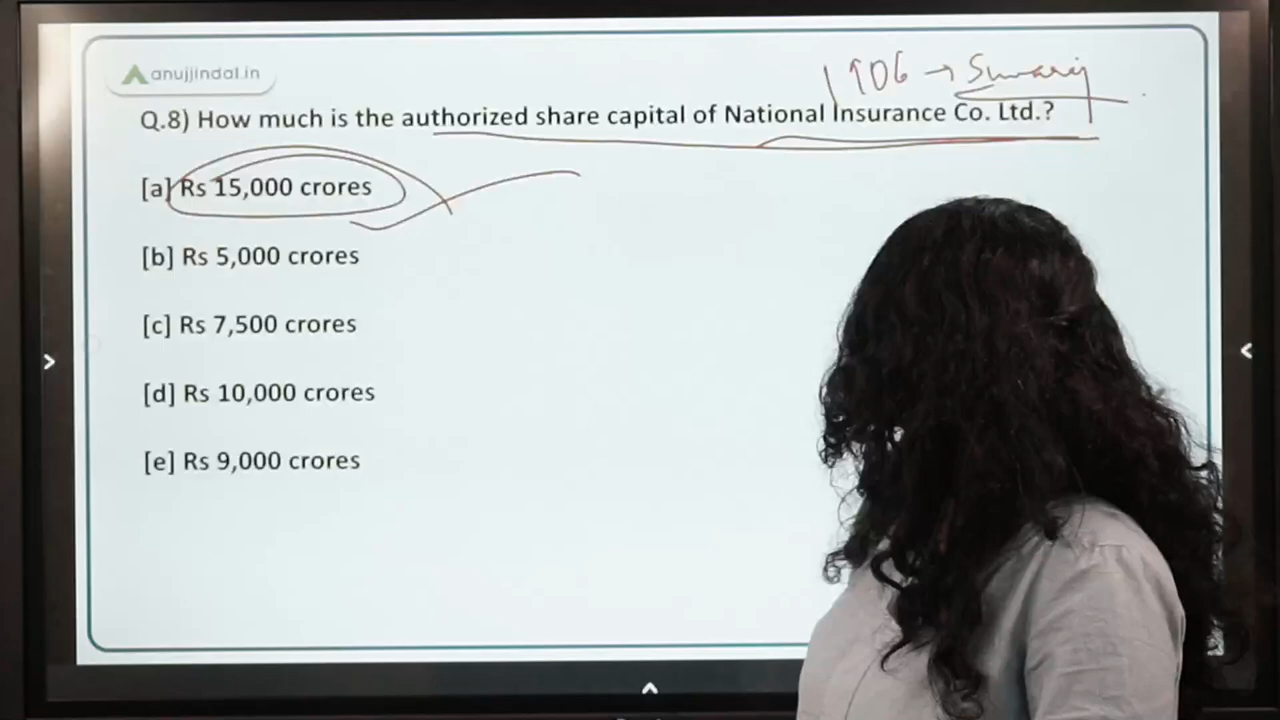 anujjindal.in
1906 →
Q.8) How much is the authorized share capital of National Insurance Co. Ltd.?
[a] Rs 15,000 crores
[b] Rs 5,000 crores
[c] Rs 7,500 crores
[d] Rs 10,000 crores
[e] Rs 9,000 crores